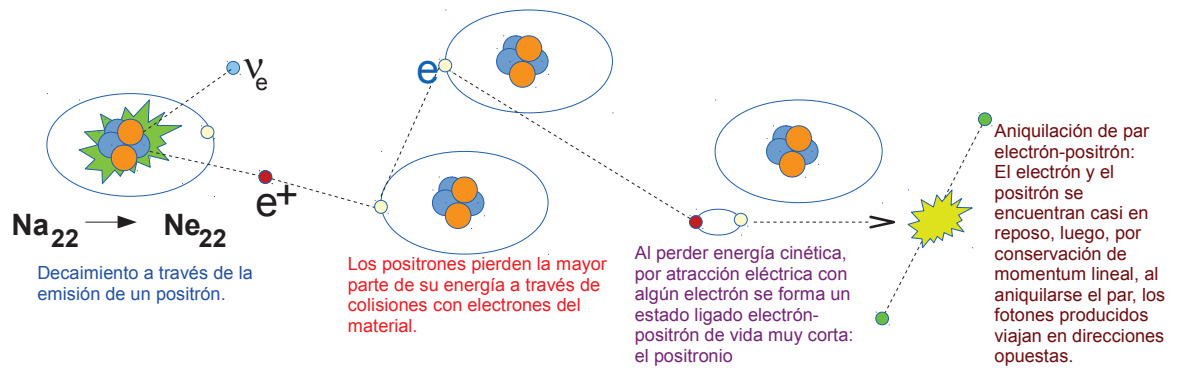 ν_e
e+
Na22 → Ne22
Decaimiento a través de la
emisión de un positrón.
e
Los positrones pierden la mayor
parte de su energía a través de
colisiones con electrones del
material.
Al perder energía cinética,
por atracción eléctrica con
algún electrón se forma un
estado ligado electrón-
positrón de vida muy corta:
el positronio
Aniquilación de par
electrón-positrón:
El electrón y el
positrón se
encuentran casi en
reposo, luego, por
conservación de
momentum lineal, al
aniquilarse el par, los
fotones producidos
viajan en direcciones
opuestas.